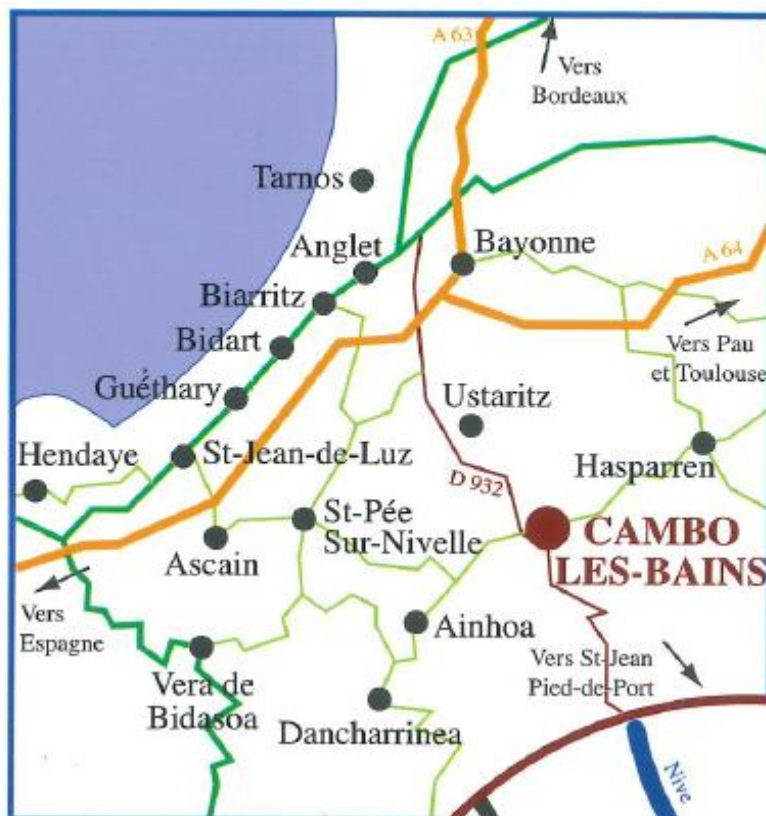 A 63
Vers
Bordeaux
Tarnos
Anglet
Bayonne
A 64
Biarritz
Bidart
Vers Pau
et Toulouse
Guéthary
Ustaritz
Hendaye
St-Jean-de-Luz
Hasparren
D 932
St-Pée
Sur-Nivelle
CAMBO
LES-BAINS
Ascain
Vers
Espagne
Ainhoa
Vers St-Jean
Pied-de-Port
Vera de
Bidasoa
Dancharrinea
Nive